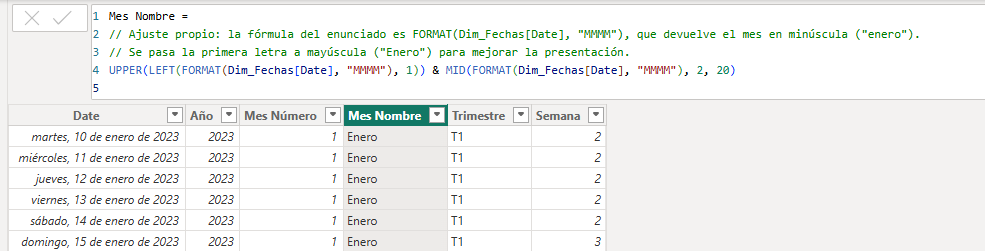 1 Mes Nombre =
2 // Ajuste propio: la fórmula del enunciado es FORMAT(Dim_Fechas[Date], "MMMM"), que devuelve el mes en minúscula ("enero").
3 // Se pasa la primera letra a mayúscula ("Enero") para mejorar la presentación.
4 UPPER(LEFT(FORMAT(Dim_Fechas[Date], "MMMM"), 1)) & MID(FORMAT(Dim_Fechas[Date], "MMMM"), 2, 20)
5
Date Año Mes Número Mes Nombre Trimestre Semana
martes, 10 de enero de 2023 2023 1 Enero T1 2
miércoles, 11 de enero de 2023 2023 1 Enero T1 2
jueves, 12 de enero de 2023 2023 1 Enero T1 2
viernes, 13 de enero de 2023 2023 1 Enero T1 2
sábado, 14 de enero de 2023 2023 1 Enero T1 2
domingo, 15 de enero de 2023 2023 1 Enero T1 3